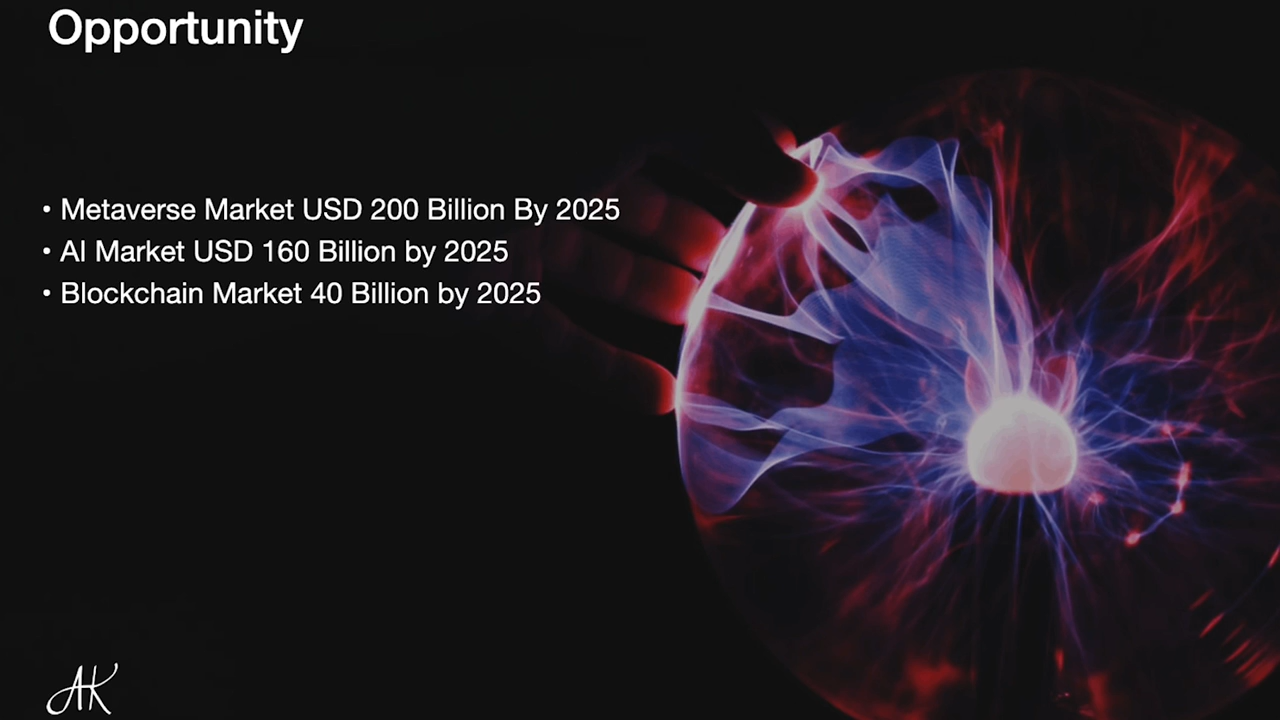 Opportunity
• Metaverse Market USD 200 Billion By 2025
• AI Market USD 160 Billion by 2025
• Blockchain Market 40 Billion by 2025
AK